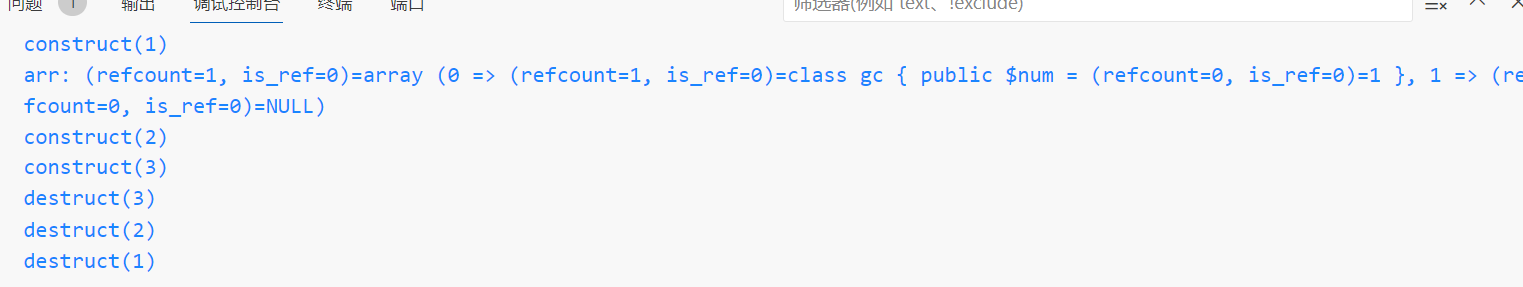 问题 1 输出 调试控制台 终端 端口 筛选器(例如 text、!exclude)
construct(1)
arr: (refcount=1, is_ref=0)=array (0 => (refcount=1, is_ref=0)=class gc { public $num = (refcount=0, is_ref=0)=1 }, 1 => (re
fcount=0, is_ref=0)=NULL)
construct(2)
construct(3)
destruct(3)
destruct(2)
destruct(1)